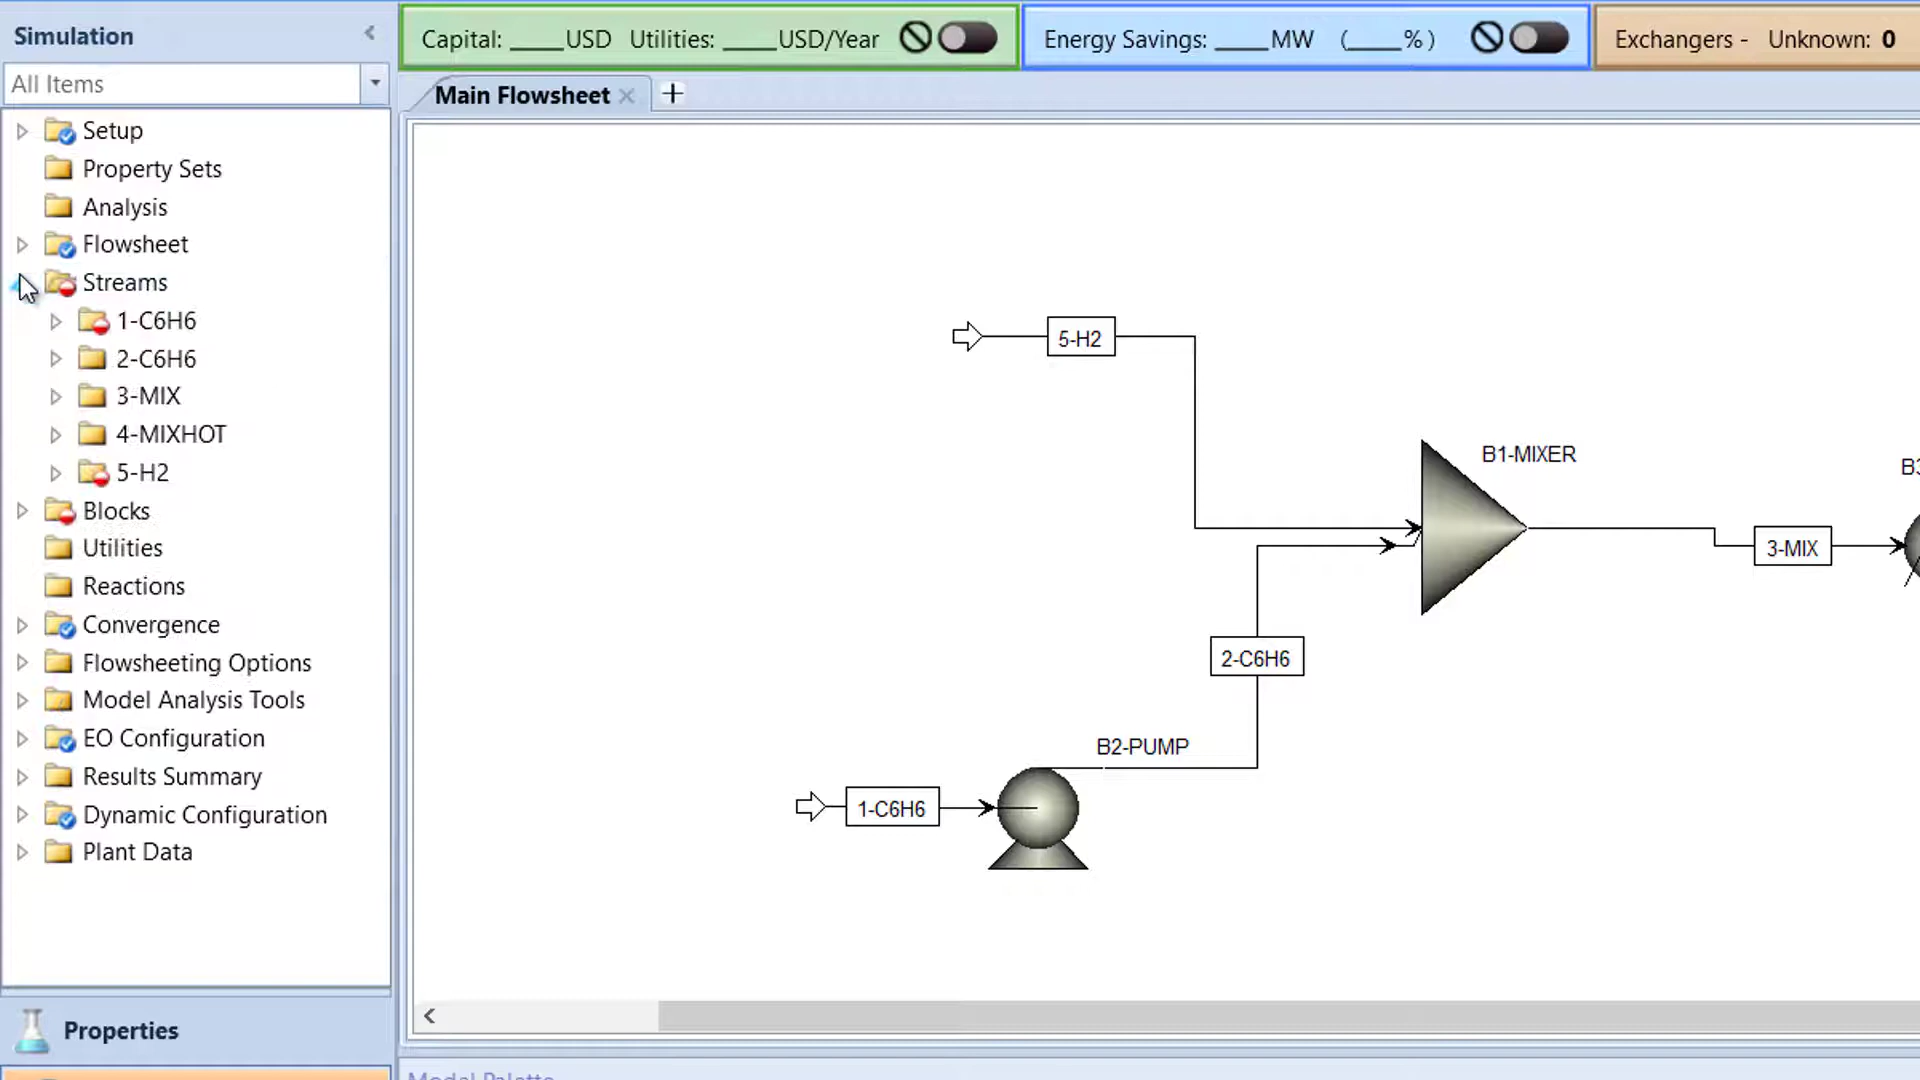 Simulation
Capital: ____USD Utilities: ____USD/Year
Energy Savings: ____MW (____% )
Exchangers - Unknown: 0
All Items
Main Flowsheet
Setup
Property Sets
Analysis
Flowsheet
Streams
1-C6H6
2-C6H6
3-MIX
4-MIXHOT
5-H2
Blocks
Utilities
Reactions
Convergence
Flowsheeting Options
Model Analysis Tools
EO Configuration
Results Summary
Dynamic Configuration
Plant Data
Properties
5-H2
B1-MIXER
B3
3-MIX
2-C6H6
B2-PUMP
1-C6H6
Model Palette